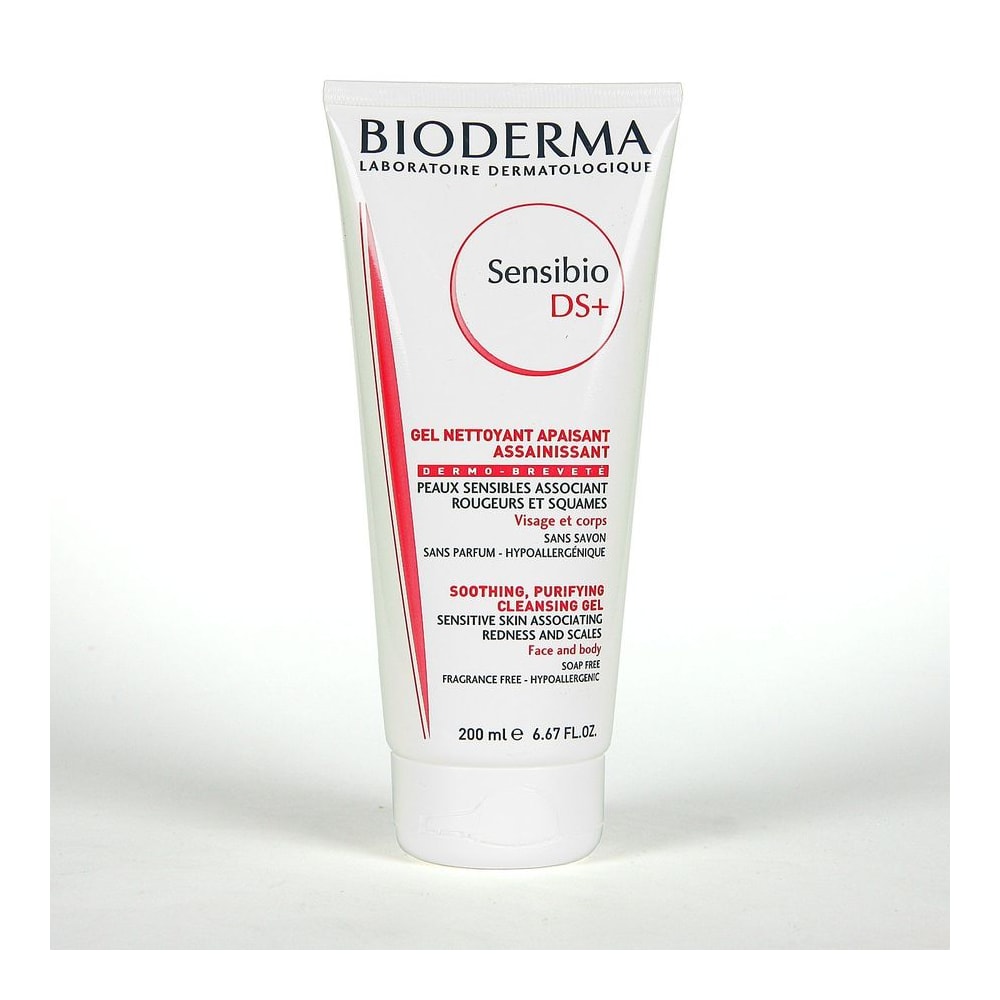 BIODERMA
LABORATOIRE DERMATOLOGIQUE
Sensibio
DS+
GEL NETTOYANT APAISANT
ASSAINISSANT
DERMO-BREVETÉ
PEAUX SENSIBLES ASSOCIANT
ROUGEURS ET SQUAMES
Visage et corps
SANS SAVON
SANS PARFUM - HYPOALLERGÉNIQUE
SOOTHING, PURIFYING
CLEANSING GEL
SENSITIVE SKIN ASSOCIATING
REDNESS AND SCALES
Face and body
SOAP FREE
FRAGRANCE FREE - HYPOALLERGENIC
200 ml ℮ 6.67 FL.OZ.